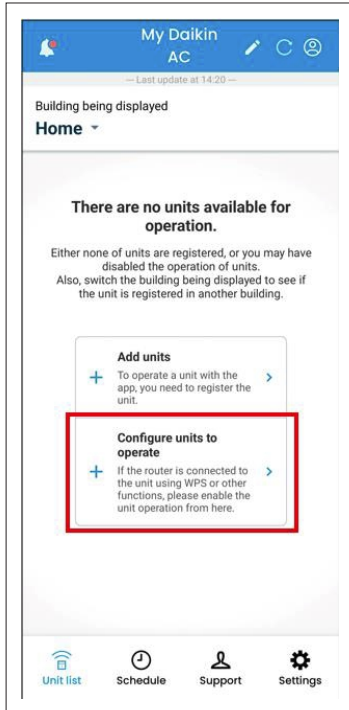 My Daikin
AC
— Last update at 14:20 —
Building being displayed
Home
There are no units available for
operation.
Either none of units are registered, or you may have
disabled the operation of units.
Also, switch the building being displayed to see if
the unit is registered in another building.
Add units
To operate a unit with the
app, you need to register the
unit.
Configure units to
operate
If the router is connected to
the unit using WPS or other
functions, please enable the
unit operation from here.
Unit list
Schedule
Support
Settings